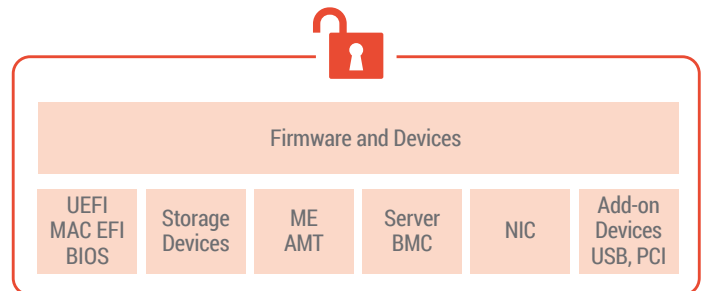 Firmware and Devices
UEFI
MAC EFI
BIOS
Storage
Devices
ME
AMT
Server
BMC
NIC
Add-on
Devices
USB, PCI